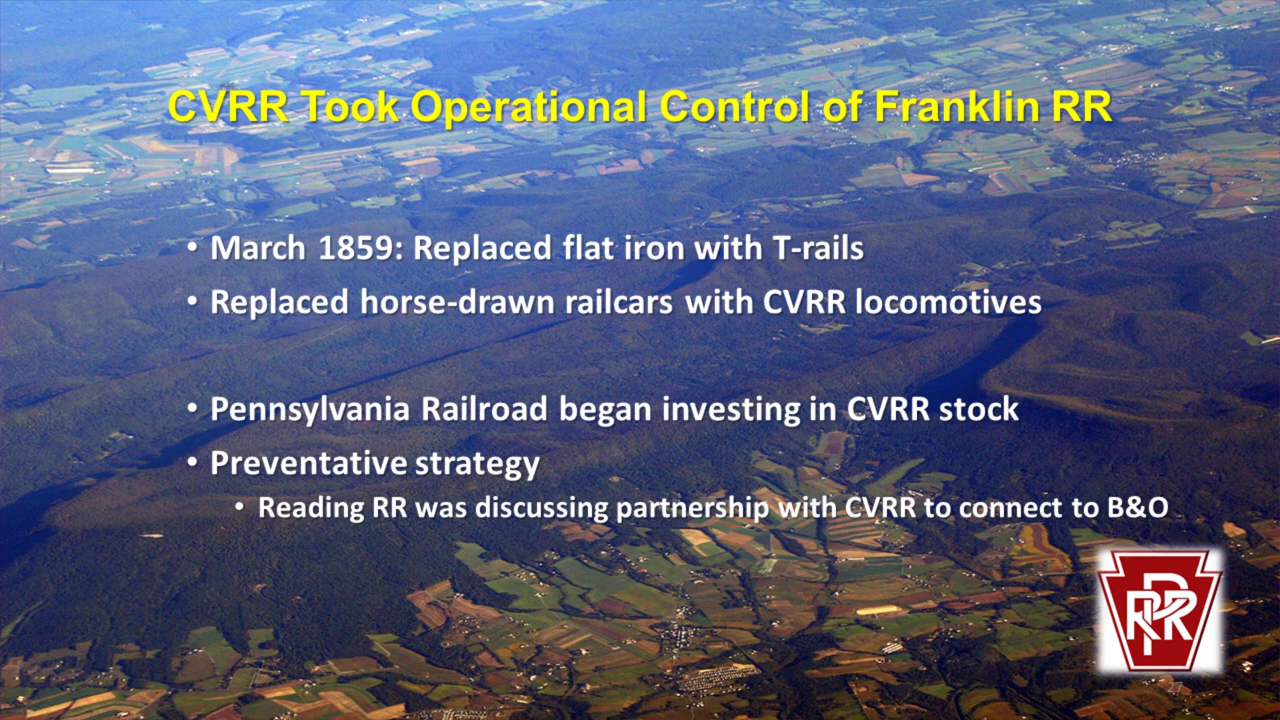 CVRR Took Operational Control of Franklin RR
• March 1859: Replaced flat iron with T-rails
• Replaced horse-drawn railcars with CVRR locomotives
• Pennsylvania Railroad began investing in CVRR stock
• Preventative strategy
• Reading RR was discussing partnership with CVRR to connect to B&O
PRR